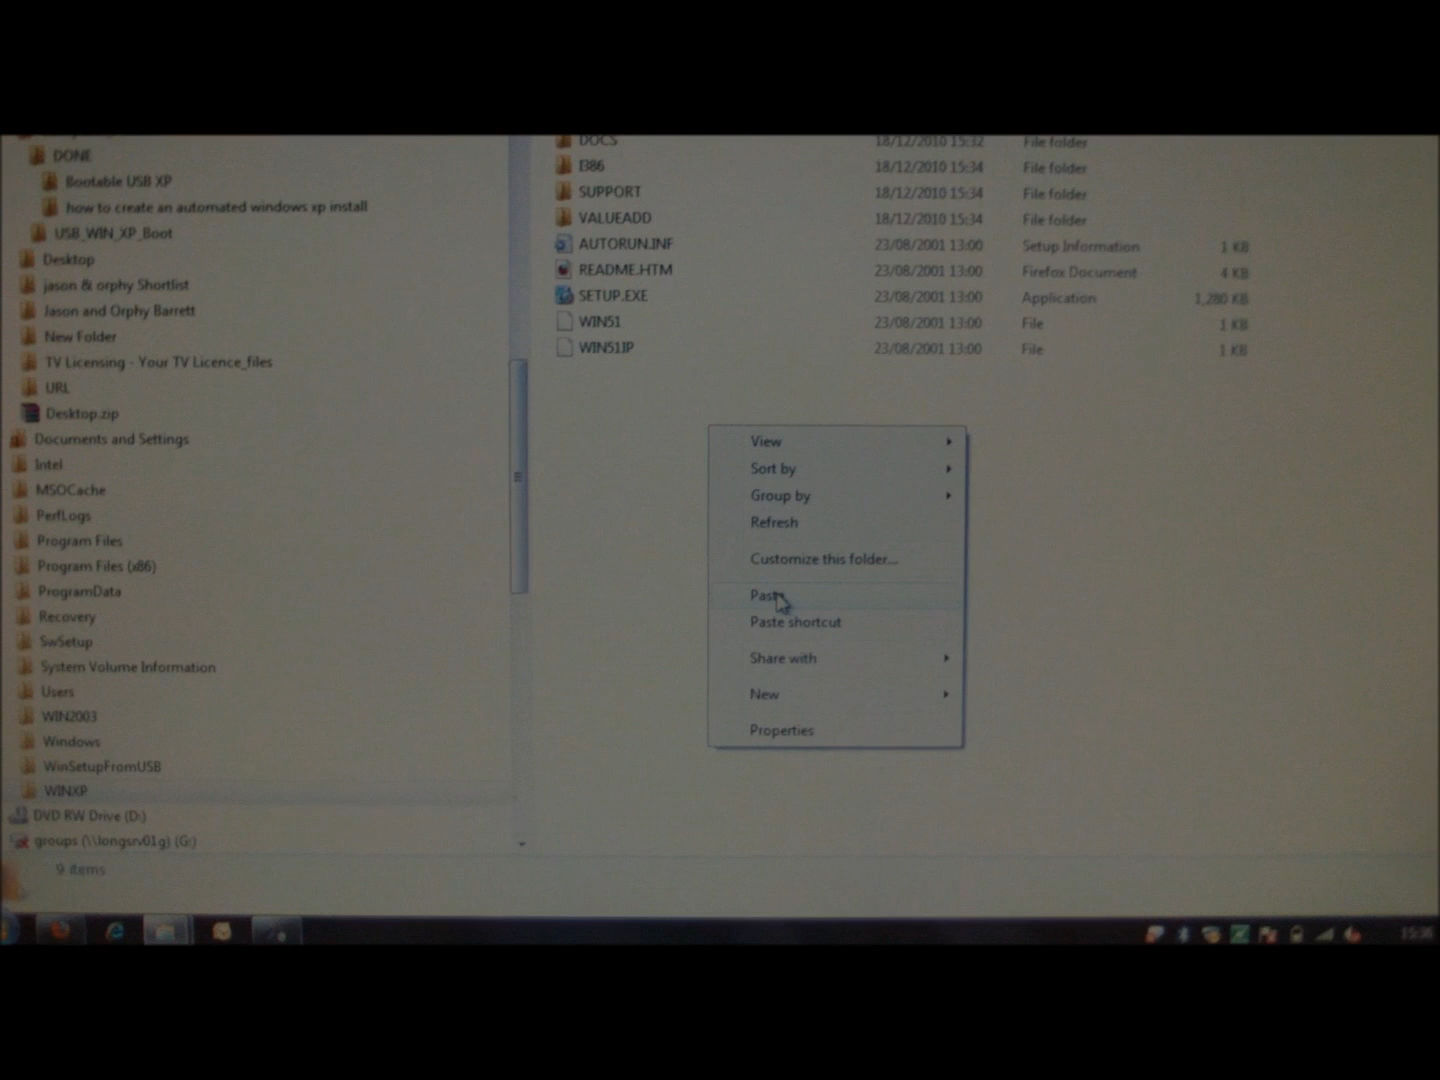 DONE
Bootable USB XP
how to create an automated windows xp install
USB_WIN_XP_Boot
Desktop
jason & orphy Shortlist
Jason and Orphy Barrett
New Folder
TV Licensing - Your TV Licence_files
URL
Desktop.zip
Documents and Settings
Intel
MSOCache
PerfLogs
Program Files
Program Files (x86)
ProgramData
Recovery
SwSetup
System Volume Information
Users
WIN2003
Windows
WinSetupFromUSB
WINXP
DVD RW Drive (D:)
groups (\\longsrv01g) (G:)
9 items
DOCS 18/12/2010 15:32 File folder
I386 18/12/2010 15:34 File folder
SUPPORT 18/12/2010 15:34 File folder
VALUEADD 18/12/2010 15:34 File folder
AUTORUN.INF 23/08/2001 13:00 Setup Information 1 KB
README.HTM 23/08/2001 13:00 Firefox Document 4 KB
SETUP.EXE 23/08/2001 13:00 Application 1,280 KB
WIN51 23/08/2001 13:00 File 1 KB
WIN51IP 23/08/2001 13:00 File 1 KB
View
Sort by
Group by
Refresh
Customize this folder...
Paste
Paste shortcut
Share with
New
Properties